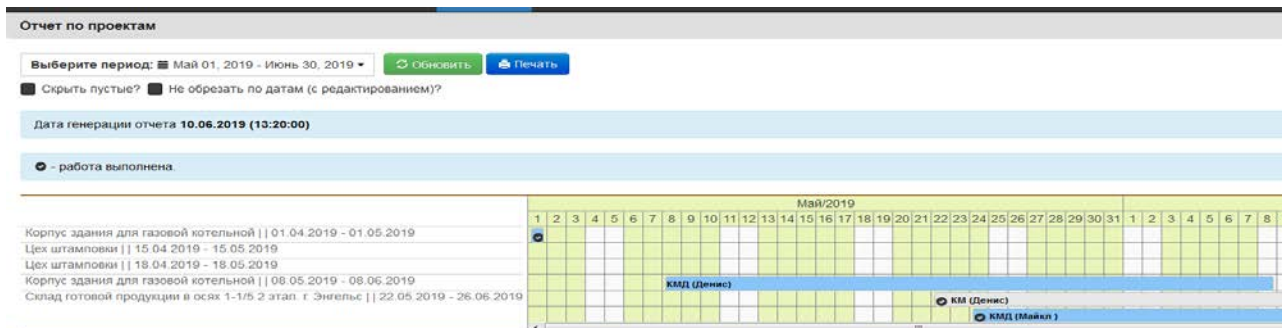 Отчет по проектам
Выберите период: Май 01, 2019 - Июнь 30, 2019 Обновить Печать
Скрыть пустые? Не обрезать по датам (с редактированием)?
Дата генерации отчета 10.06.2019 (13:20:00)
- работа выполнена.
Май/2019
1 2 3 4 5 6 7 8 9 10 11 12 13 14 15 16 17 18 19 20 21 22 23 24 25 26 27 28 29 30 31 1 2 3 4 5 6 7 8
Корпус здания для газовой котельной | | 01.04.2019 - 01.05.2019
Цех штамповки | | 15.04.2019 - 15.05.2019
Цех штамповки | | 18.04.2019 - 18.05.2019
Корпус здания для газовой котельной | | 08.05.2019 - 08.06.2019 КМД (Денис)
Склад готовой продукции в осях 1-1/5 2 этап. г. Энгельс | | 22.05.2019 - 26.06.2019 КМ (Денис)
КМД (Майкл )